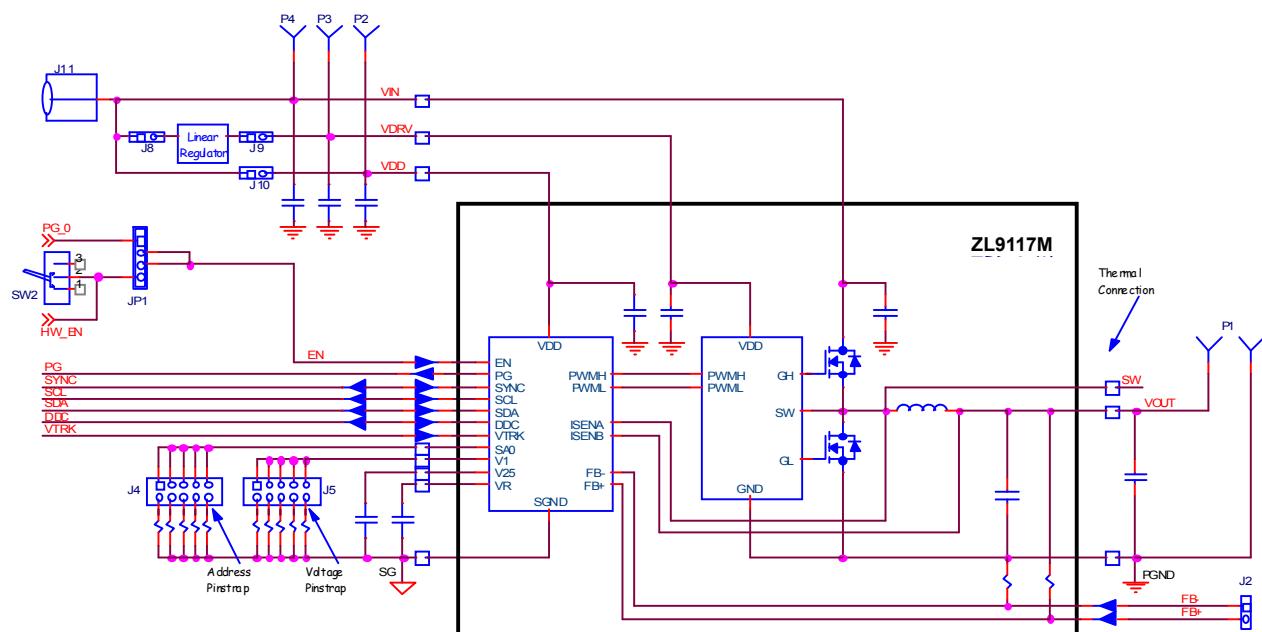 P4
P3
P2
J11
VIN
J8
Linear
Regulator
J9
VDRV
J10
VDD
PG_0
3
2
1
SW2
JP1
HW_EN
ZL9117M
Thermal
Connection
P1
EN
PG
SYNC
SCL
SDA
DDC
VTRK
VDD
EN
PG
SYNC
SCL
SDA
DDC
VTRK
SA0
V1
V25
VR
PWMH
PWML
ISENA
ISENB
FB-
FB+
SGND
VDD
PWMH
PWML
GH
SW
GL
GND
SW
VOUT
J4
J5
Address
Pinstrap
Voltage
Pinstrap
SG
PGND
J2
FB-
FB+